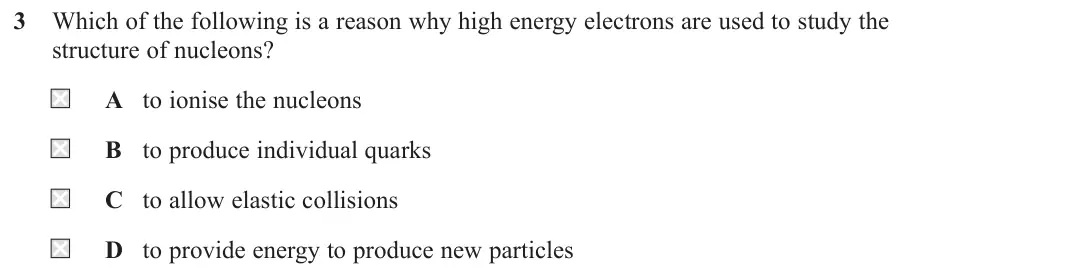 3 Which of the following is a reason why high energy electrons are used to study the
structure of nucleons?
A to ionise the nucleons
B to produce individual quarks
C to allow elastic collisions
D to provide energy to produce new particles